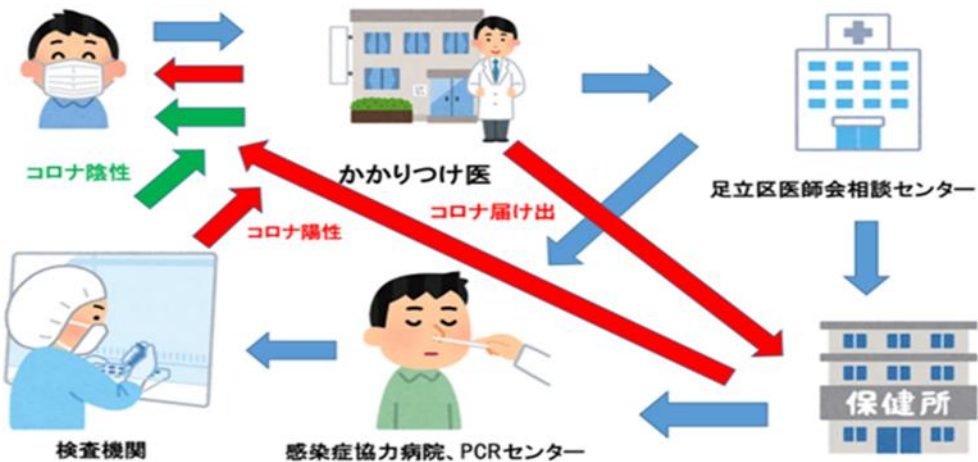 かかりつけ医
足立区医師会相談センター
コロナ陰性
コロナ陽性
コロナ届け出
保健所
検査機関
感染症協力病院、PCRセンター